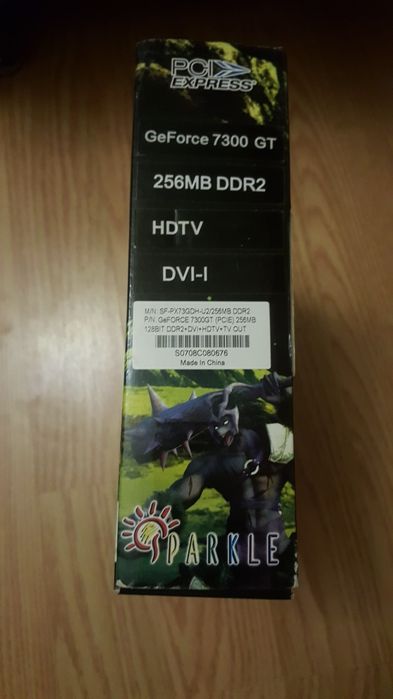 PCI
EXPRESS
GeForce 7300 GT
256MB DDR2
HDTV
DVI-I
M/N: SF-PX73GDH-U2/256MB DDR2
P/N: GeFORCE 7300GT (PCIE) 256MB
128BIT DDR2+DVI+HDTV+TV OUT
S0708C080676
Made In China
SPARKLE